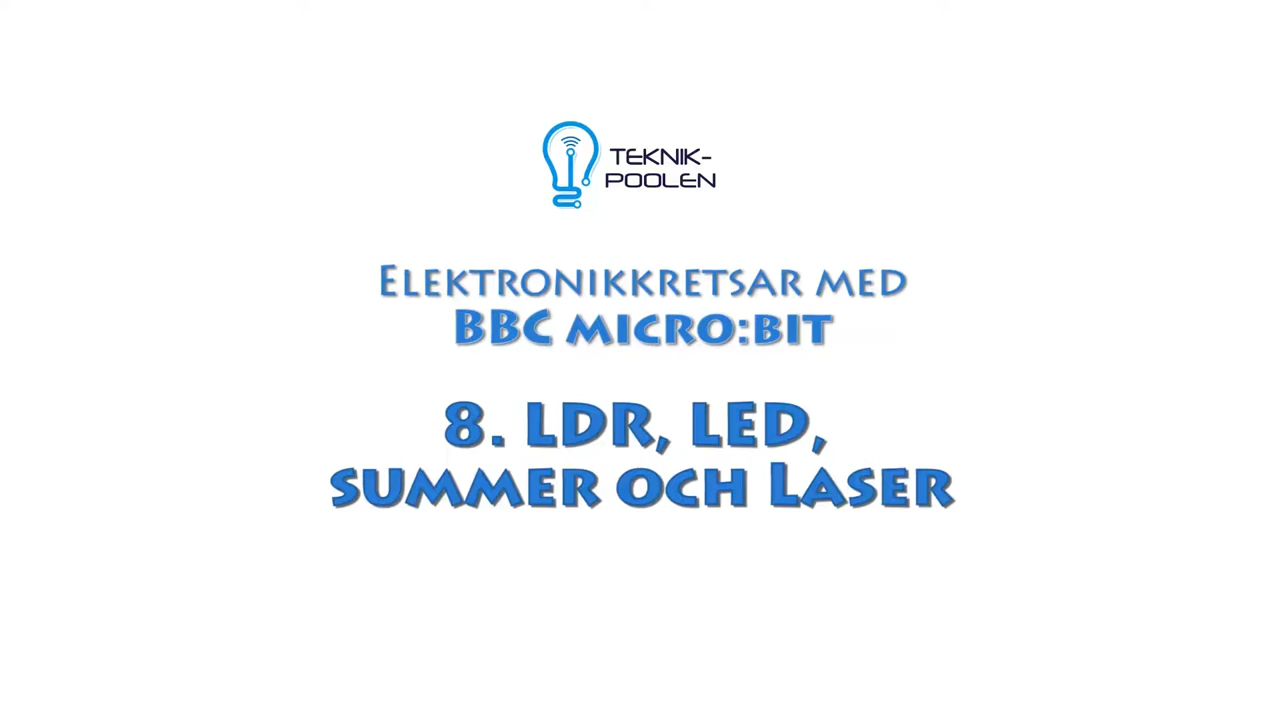 TEKNIK-
POOLEN
ELEKTRONIKKRETSAR MED
BBC MICRO:BIT
8. LDR, LED,
SUMMER OCH LASER